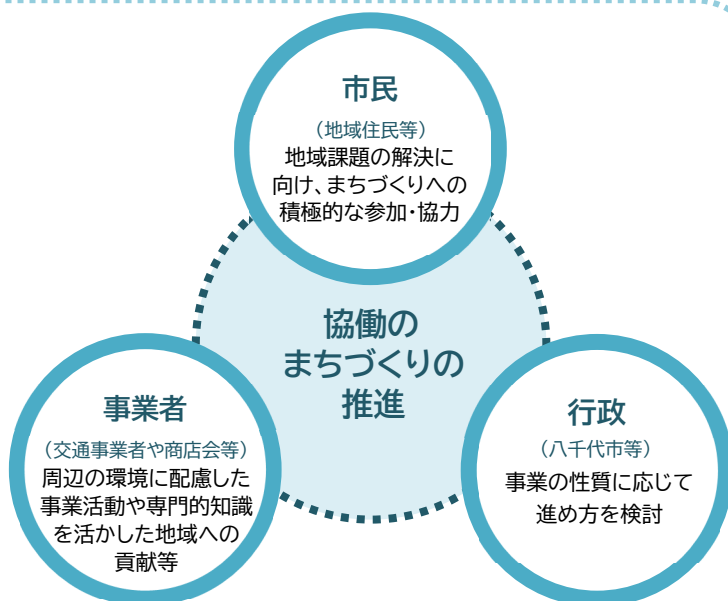 市民
(地域住民等)
地域課題の解決に
向け、まちづくりへの
積極的な参加・協力
協働の
まちづくりの
推進
事業者
(交通事業者や商店会等)
周辺の環境に配慮した
事業活動や専門的知識
を活かした地域への
貢献等
行政
(八千代市等)
事業の性質に応じて
進め方を検討